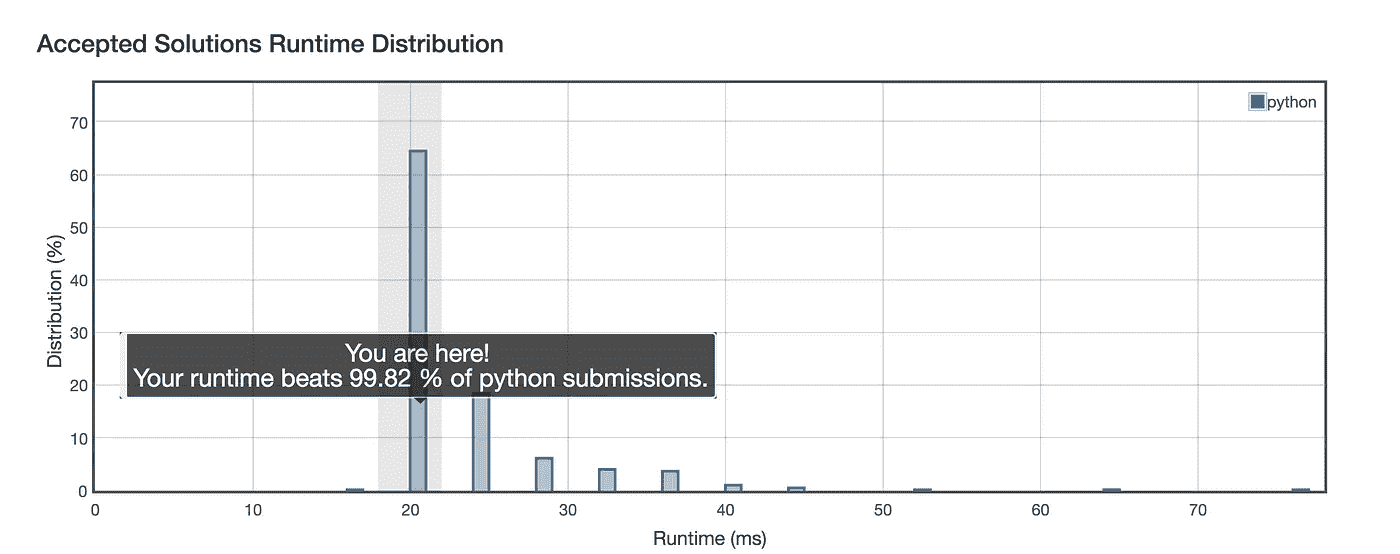 Accepted Solutions Runtime Distribution
python
70
60
50
40
30
20
10
0
Distribution (%)
You are here!
Your runtime beats 99.82 % of python submissions.
0 10 20 30 40 50 60 70
Runtime (ms)